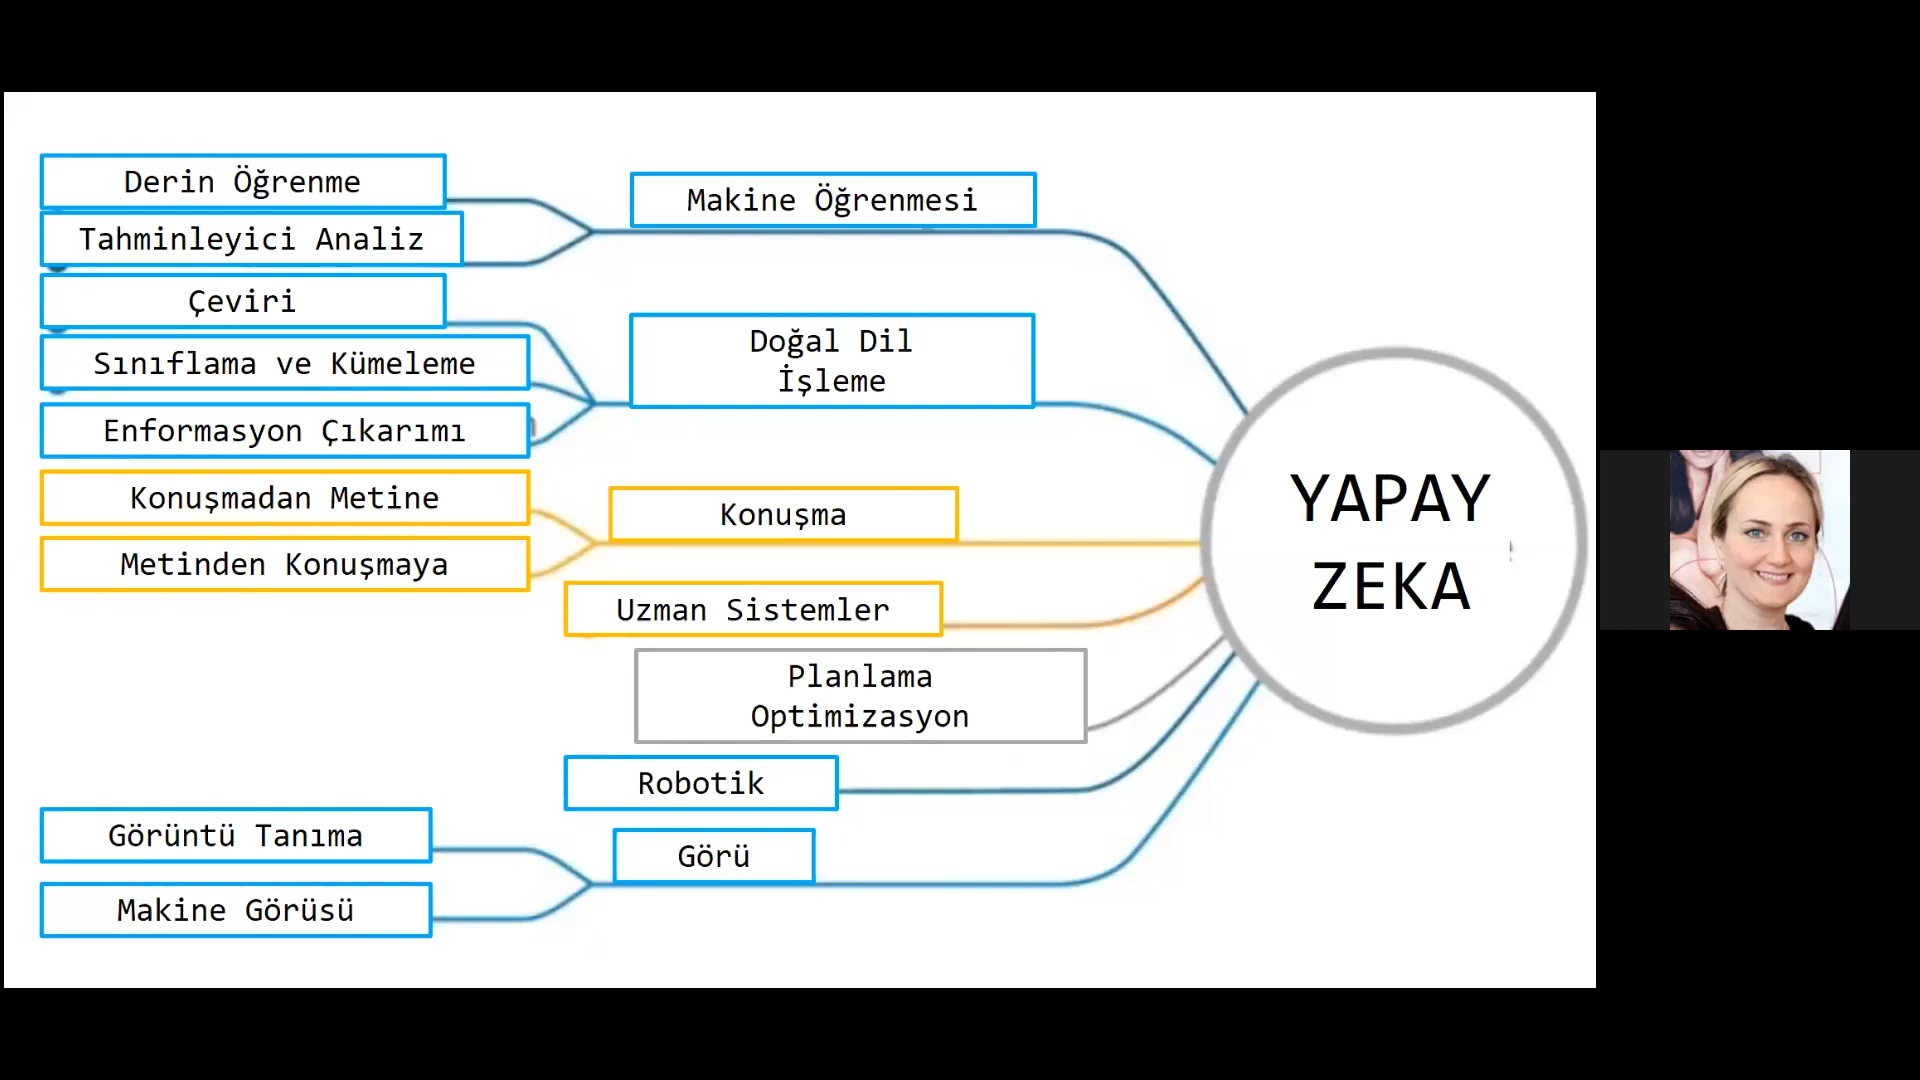 Derin Öğrenme
Tahminleyici Analiz
Makine Öğrenmesi
Çeviri
Sınıflama ve Kümeleme
Enformasyon Çıkarımı
Doğal Dil
İşleme
Konuşmadan Metine
Metinden Konuşmaya
Konuşma
Uzman Sistemler
Planlama
Optimizasyon
Robotik
Görüntü Tanıma
Makine Görüsü
Görü
YAPAY
ZEKA